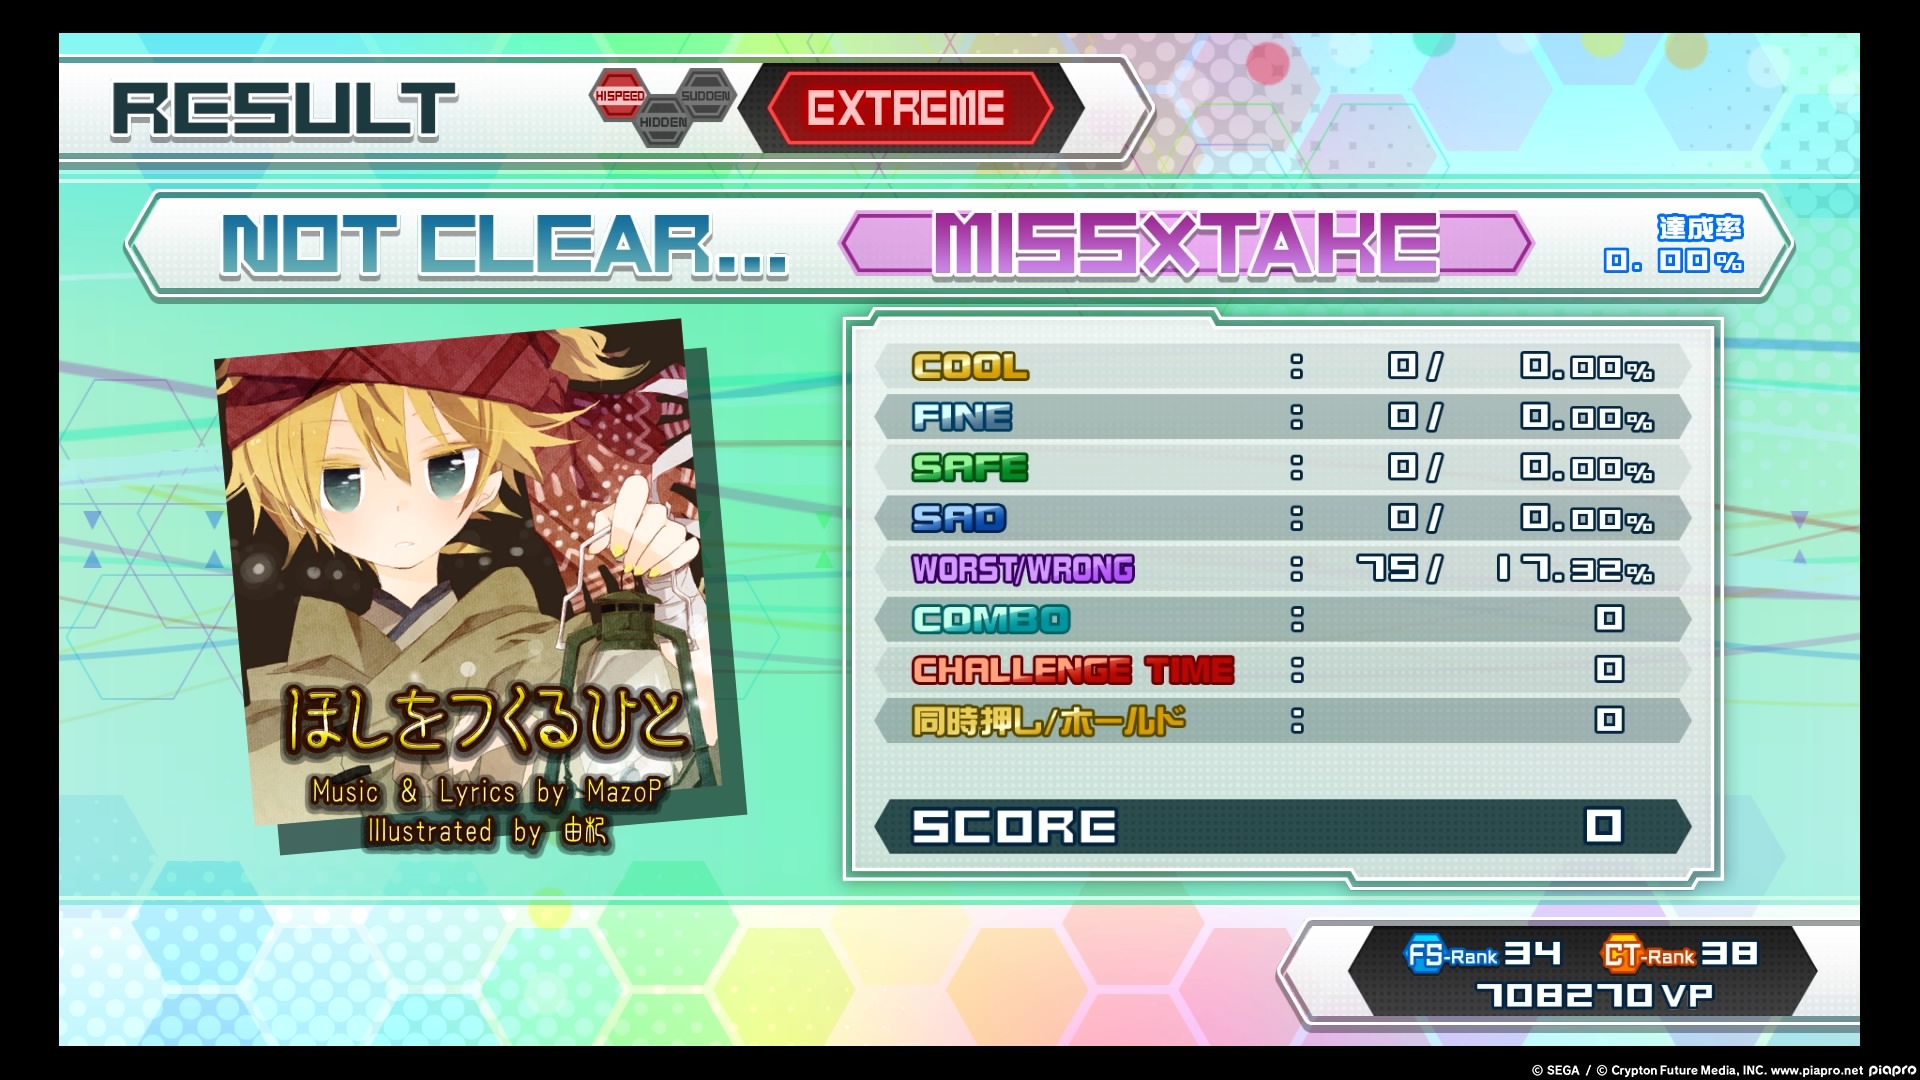 RESULT
HISPEED
HIDDEN
SUDDEN
EXTREME
NOT CLEAR...
MISS×TAKE
達成率
0.00%
COOL : 0/ 0.00%
FINE : 0/ 0.00%
SAFE : 0/ 0.00%
SAD : 0/ 0.00%
WORST/WRONG : 75/ 17.32%
COMBO : 0
CHALLENGE TIME : 0
同時押し/ホールド : 0
SCORE 0
ほしをつくるひと
Music & Lyrics by MazoP
Illustrated by 由杞
FS-Rank 34 CT-Rank 38
708270 VP
© SEGA / © Crypton Future Media, INC. www.piapro.net piapro